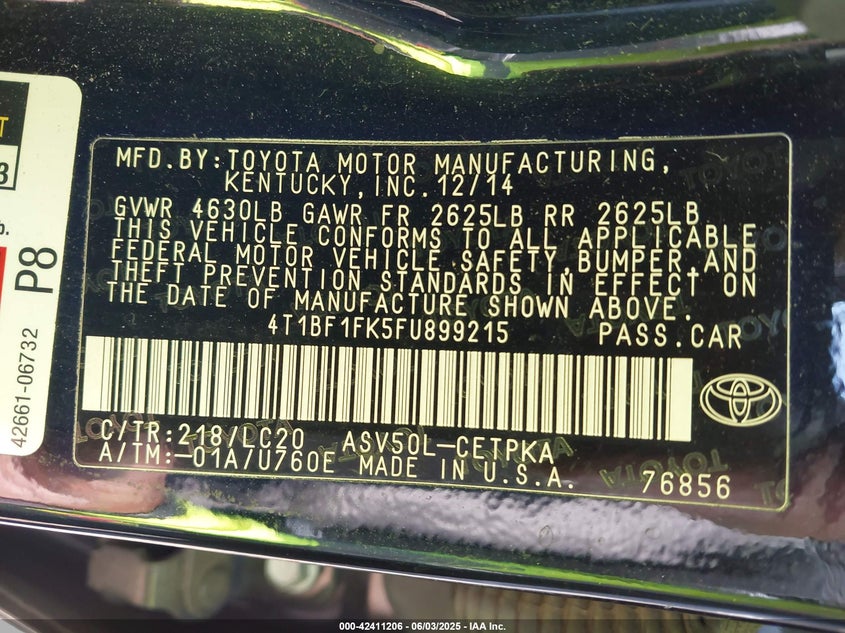 MFD.BY:TOYOTA MOTOR MANUFACTURING,
KENTUCKY,INC.12/14
GVWR 4630LB GAWR FR 2625LB RR 2625LB
THIS VEHICLE CONFORMS TO ALL APPLICABLE
FEDERAL MOTOR VEHICLE SAFETY,BUMPER,AND
THEFT PREVENTION STANDARDS IN EFFECT ON
THE DATE OF MANUFACTURE SHOWN ABOVE.
4T1BF1FK5FU899215 PASS.CAR
C/TR:218/LC20 ASV50L-CETPKA
A/TM:-01A/U760E MADE IN U.S.A. 76856
P8
42661-06732
000-42411206 - 06/03/2025 - IAA Inc.